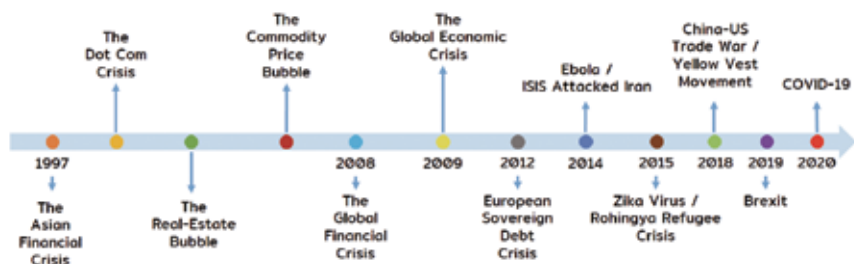 The
Dot Com
Crisis
The
Commodity
Price
Bubble
The
Global Economic
Crisis
Ebola /
ISIS Attacked Iran
China-US
Trade War /
Yellow Vest
Movement
COVID-19
1997
2008
2009
2012
2014
2015
2018
2019
2020
The
Asian
Financial
Crisis
The
Real-Estate
Bubble
The
Global
Financial
Crisis
European
Sovereign
Debt
Crisis
Zika Virus /
Rohingya Refugee
Crisis
Brexit